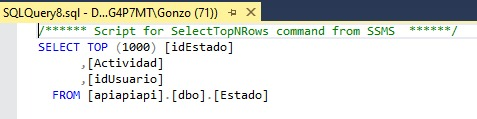 SQLQuery8.sql - D...G4P7MT\Gonzo (71))
/****** Script for SelectTopNRows command from SSMS  ******/
SELECT TOP (1000) [idEstado]
      ,[Actividad]
      ,[idUsuario]
  FROM [apiapiapi].[dbo].[Estado]